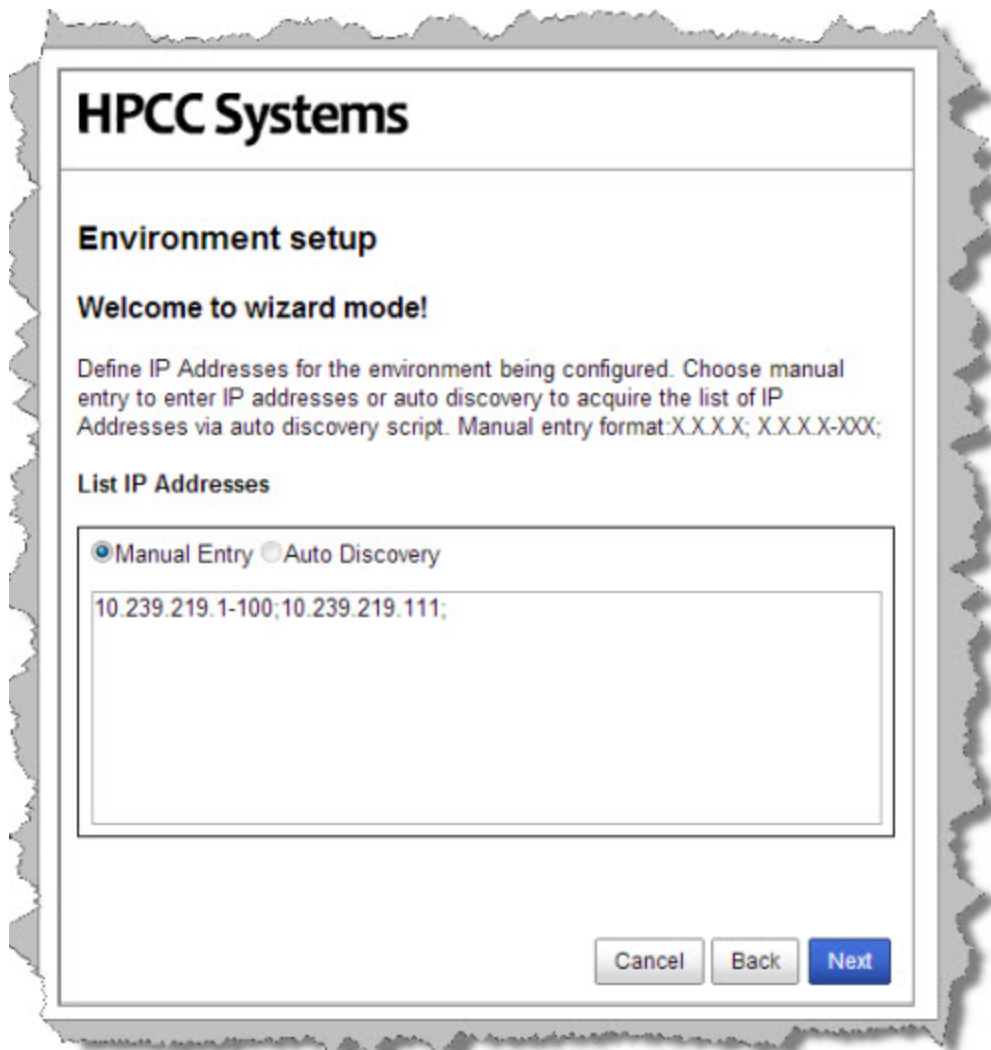 HPCC Systems
Environment setup
Welcome to wizard mode!
Define IP Addresses for the environment being configured. Choose manual
entry to enter IP addresses or auto discovery to acquire the list of IP
Addresses via auto discovery script. Manual entry format:X.X.X.X; X.X.X.X-XXX;
List IP Addresses
Manual Entry Auto Discovery
10.239.219.1-100;10.239.219.111;
Cancel Back Next